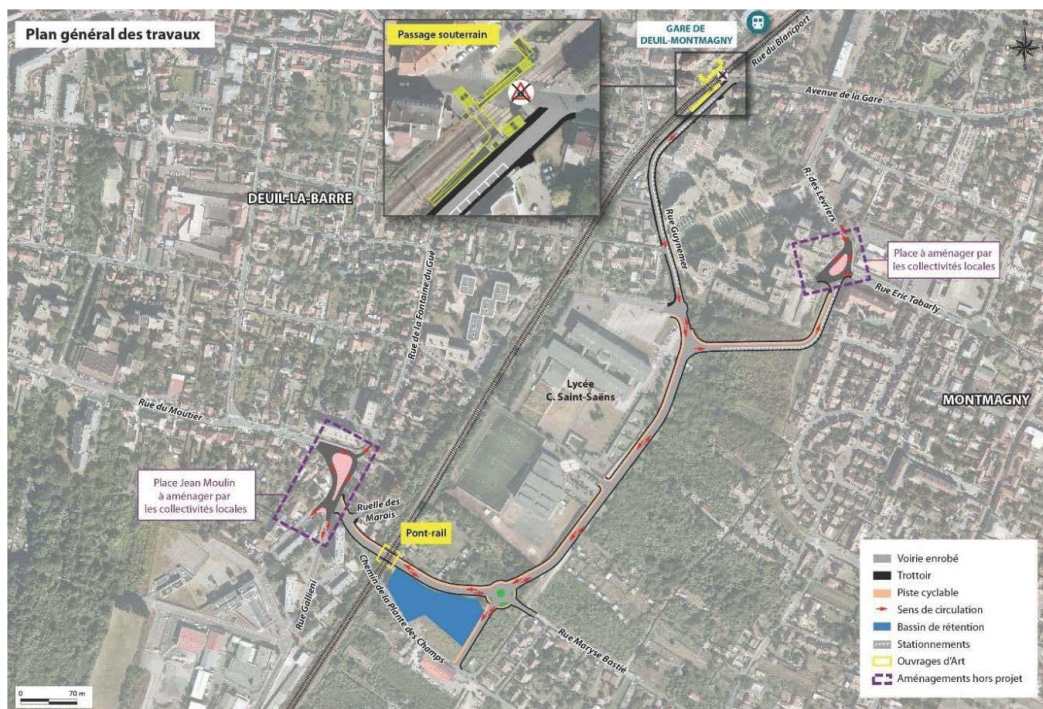 Plan général des travaux
Passage souterrain
GARE DE
DEUIL-MONTMAGNY
Rue du Blancport
N
Avenue de la Gare
DEUIL-LA-BARRE
R. des Lévriers
Rue Guynemer
Place à aménager par
les collectivités locales
Rue Eric Tabarly
Rue de la Fontaine du Gué
Lycée
C. Saint-Saëns
MONTMAGNY
Rue du Moutier
Place Jean Moulin
à aménager par
les collectivités locales
Ruelle des
Marais
Pont-rail
Rue Gallieni
Chemin de la Plante des Champs
Rue Maryse Bastié
Voirie enrobé
Trottoir
Piste cyclable
Sens de circulation
Bassin de rétention
Stationnements
Ouvrages d'Art
Aménagements hors projet
0 70 m